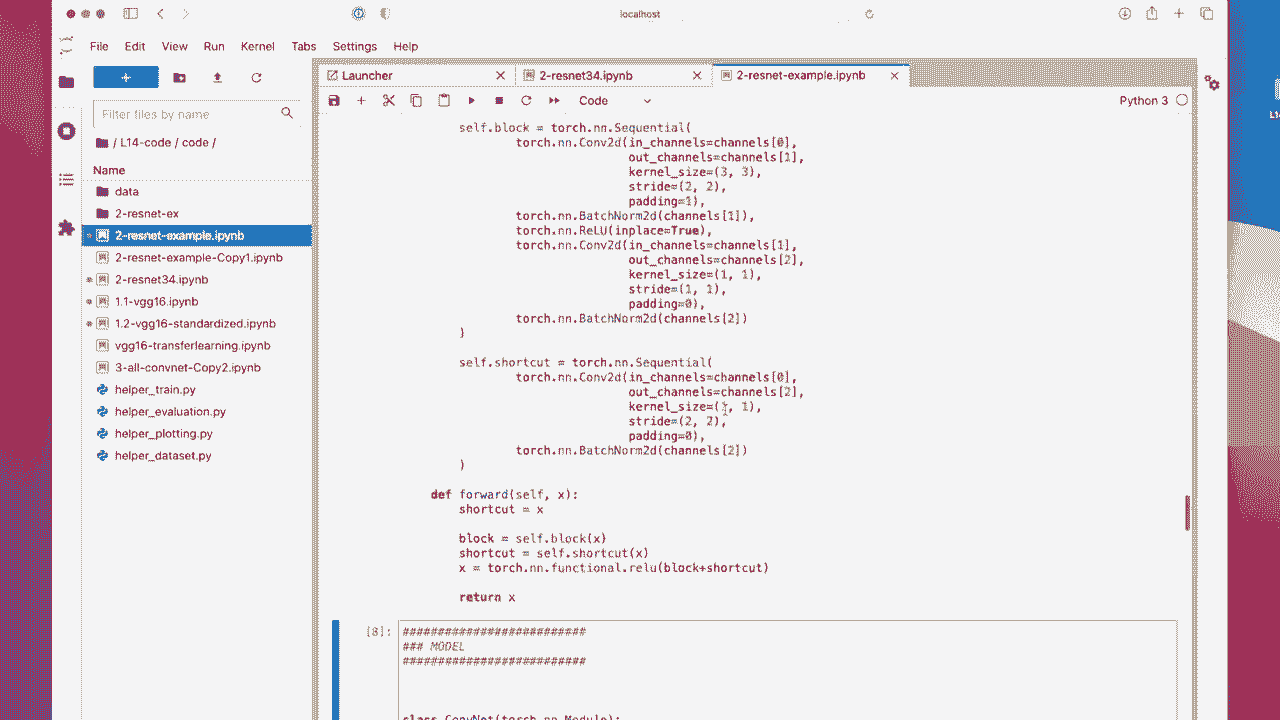 localhost
File Edit View Run Kernel Tabs Settings Help
Launcher
2-resnet34.ipynb
2-resnet-example.ipynb
Filter files by name
Code
Python 3
/ L14-code / code /
Name
data
2-resnet-ex
2-resnet-example.ipynb
2-resnet-example-Copy1.ipynb
2-resnet34.ipynb
1.1-vgg16.ipynb
1.2-vgg16-standardized.ipynb
vgg16-transferlearning.ipynb
3-all-convnet-Copy2.ipynb
helper_train.py
helper_evaluation.py
helper_plotting.py
helper_dataset.py
self.block = torch.nn.Sequential(
torch.nn.Conv2d(in_channels=channels[0],
out_channels=channels[1],
kernel_size=(3, 3),
stride=(2, 2),
padding=1),
torch.nn.BatchNorm2d(channels[1]),
torch.nn.ReLU(inplace=True),
torch.nn.Conv2d(in_channels=channels[1],
out_channels=channels[2],
kernel_size=(1, 1),
stride=(1, 1),
padding=0),
torch.nn.BatchNorm2d(channels[2])
)
self.shortcut = torch.nn.Sequential(
torch.nn.Conv2d(in_channels=channels[0],
out_channels=channels[2],
kernel_size=(1, 1),
stride=(2, 2),
padding=0),
torch.nn.BatchNorm2d(channels[2])
)
def forward(self, x):
shortcut = x
block = self.block(x)
shortcut = self.shortcut(x)
x = torch.nn.functional.relu(block+shortcut)
return x
[8]:
##########################
### MODEL
##########################
class ConvNet(torch.nn.Module):